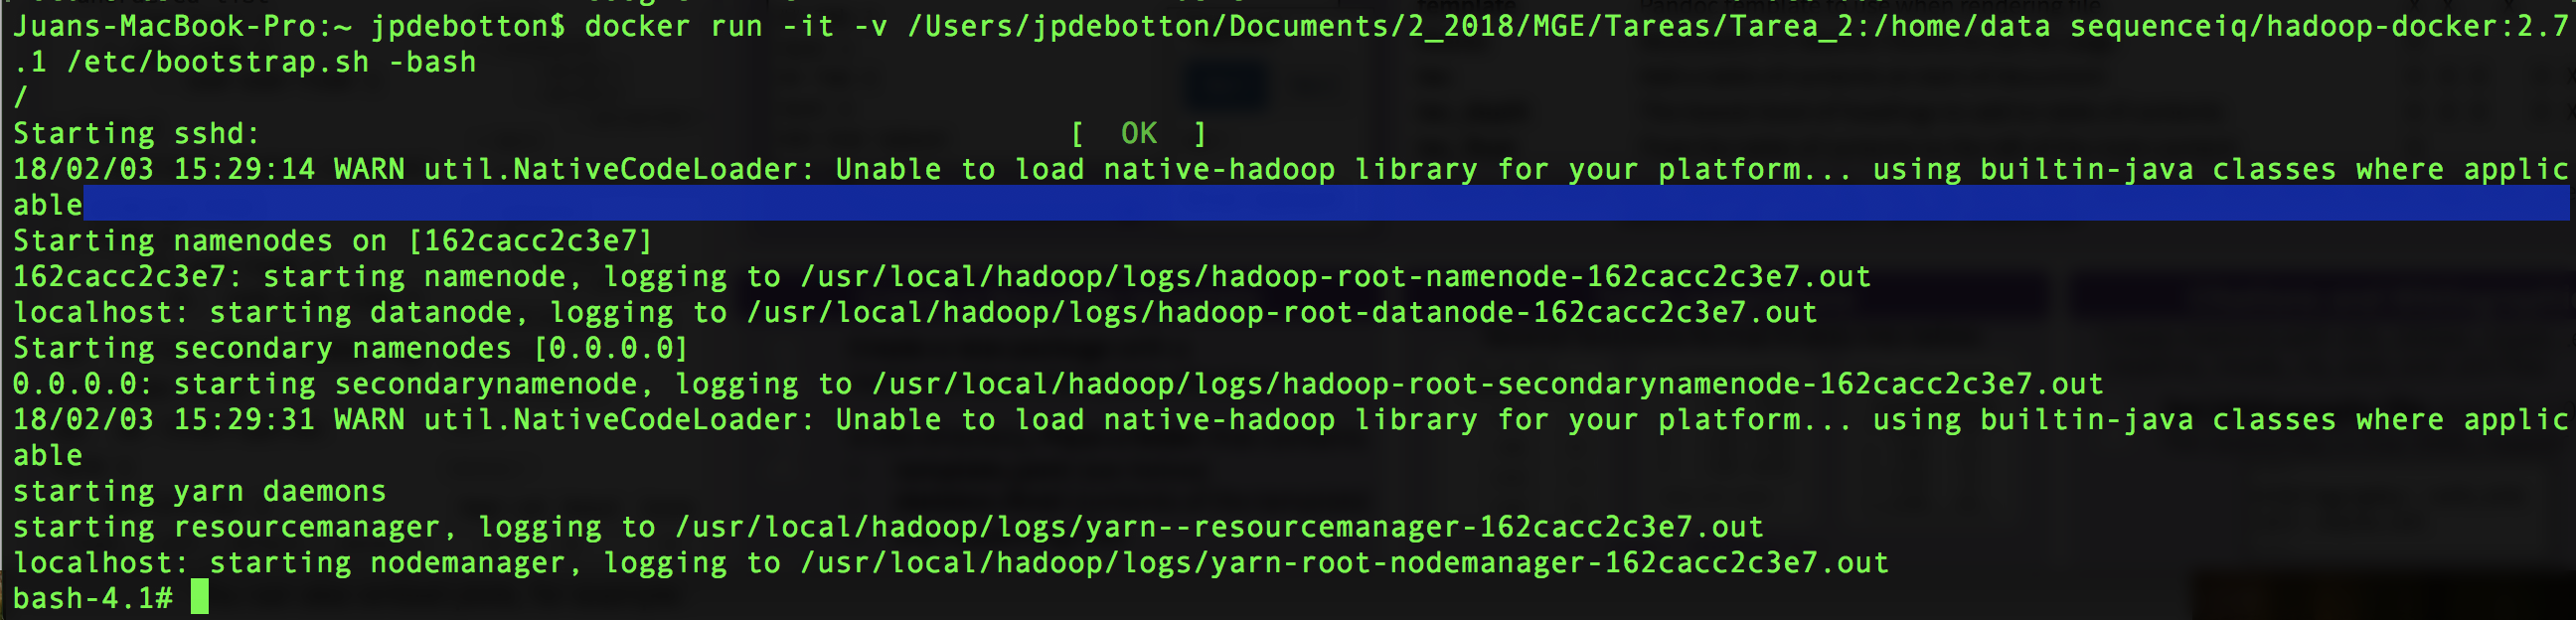 Juans-MacBook-Pro:~ jpdebotton$ docker run -it -v /Users/jpdebotton/Documents/2_2018/MGE/Tareas/Tarea_2:/home/data sequenceiq/hadoop-docker:2.7
.1 /etc/bootstrap.sh -bash
/
Starting sshd: [ OK ]
18/02/03 15:29:14 WARN util.NativeCodeLoader: Unable to load native-hadoop library for your platform... using builtin-java classes where applic
able
Starting namenodes on [162cacc2c3e7]
162cacc2c3e7: starting namenode, logging to /usr/local/hadoop/logs/hadoop-root-namenode-162cacc2c3e7.out
localhost: starting datanode, logging to /usr/local/hadoop/logs/hadoop-root-datanode-162cacc2c3e7.out
Starting secondary namenodes [0.0.0.0]
0.0.0.0: starting secondarynamenode, logging to /usr/local/hadoop/logs/hadoop-root-secondarynamenode-162cacc2c3e7.out
18/02/03 15:29:31 WARN util.NativeCodeLoader: Unable to load native-hadoop library for your platform... using builtin-java classes where applic
able
starting yarn daemons
starting resourcemanager, logging to /usr/local/hadoop/logs/yarn--resourcemanager-162cacc2c3e7.out
localhost: starting nodemanager, logging to /usr/local/hadoop/logs/yarn-root-nodemanager-162cacc2c3e7.out
bash-4.1#